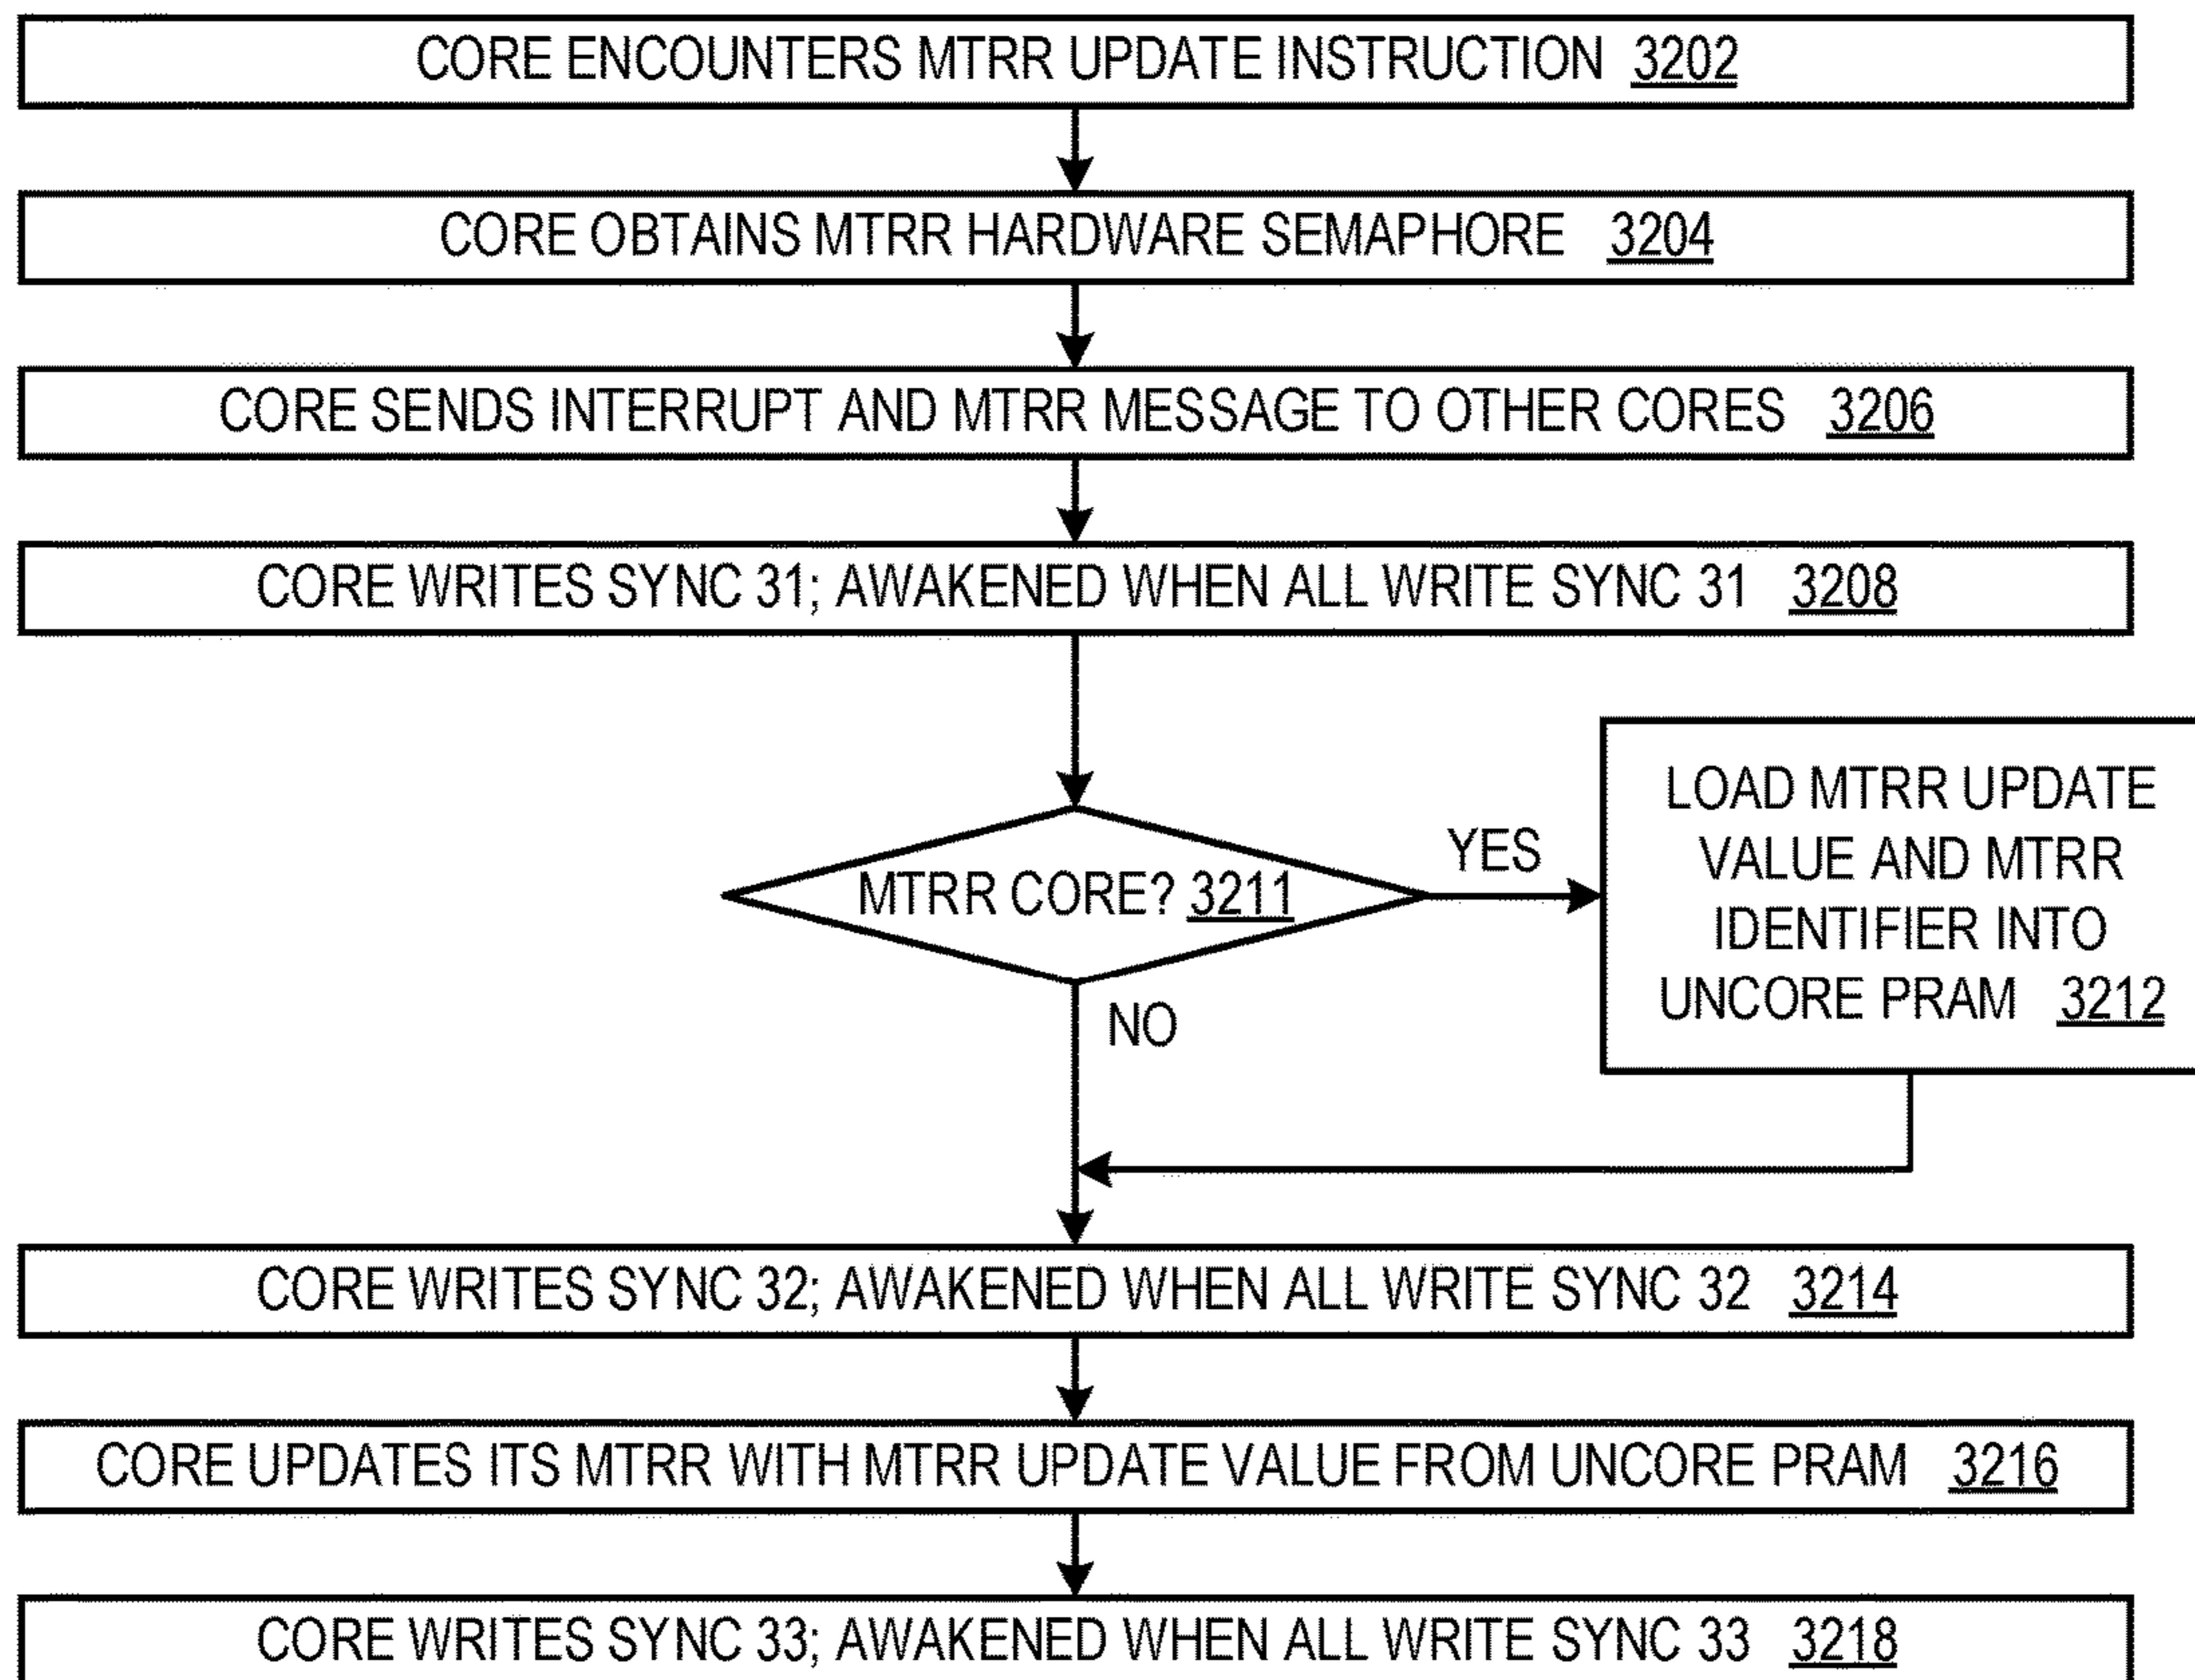 CORE ENCOUNTERS MTRR UPDATE INSTRUCTION 3202
CORE OBTAINS MTRR HARDWARE SEMAPHORE 3204
CORE SENDS INTERRUPT AND MTRR MESSAGE TO OTHER CORES 3206
CORE WRITES SYNC 31; AWAKENED WHEN ALL WRITE SYNC 31 3208
MTRR CORE? 3211
YES
LOAD MTRR UPDATE
VALUE AND MTRR
IDENTIFIER INTO
UNCORE PRAM 3212
NO
CORE WRITES SYNC 32; AWAKENED WHEN ALL WRITE SYNC 32 3214
CORE UPDATES ITS MTRR WITH MTRR UPDATE VALUE FROM UNCORE PRAM 3216
CORE WRITES SYNC 33; AWAKENED WHEN ALL WRITE SYNC 33 3218